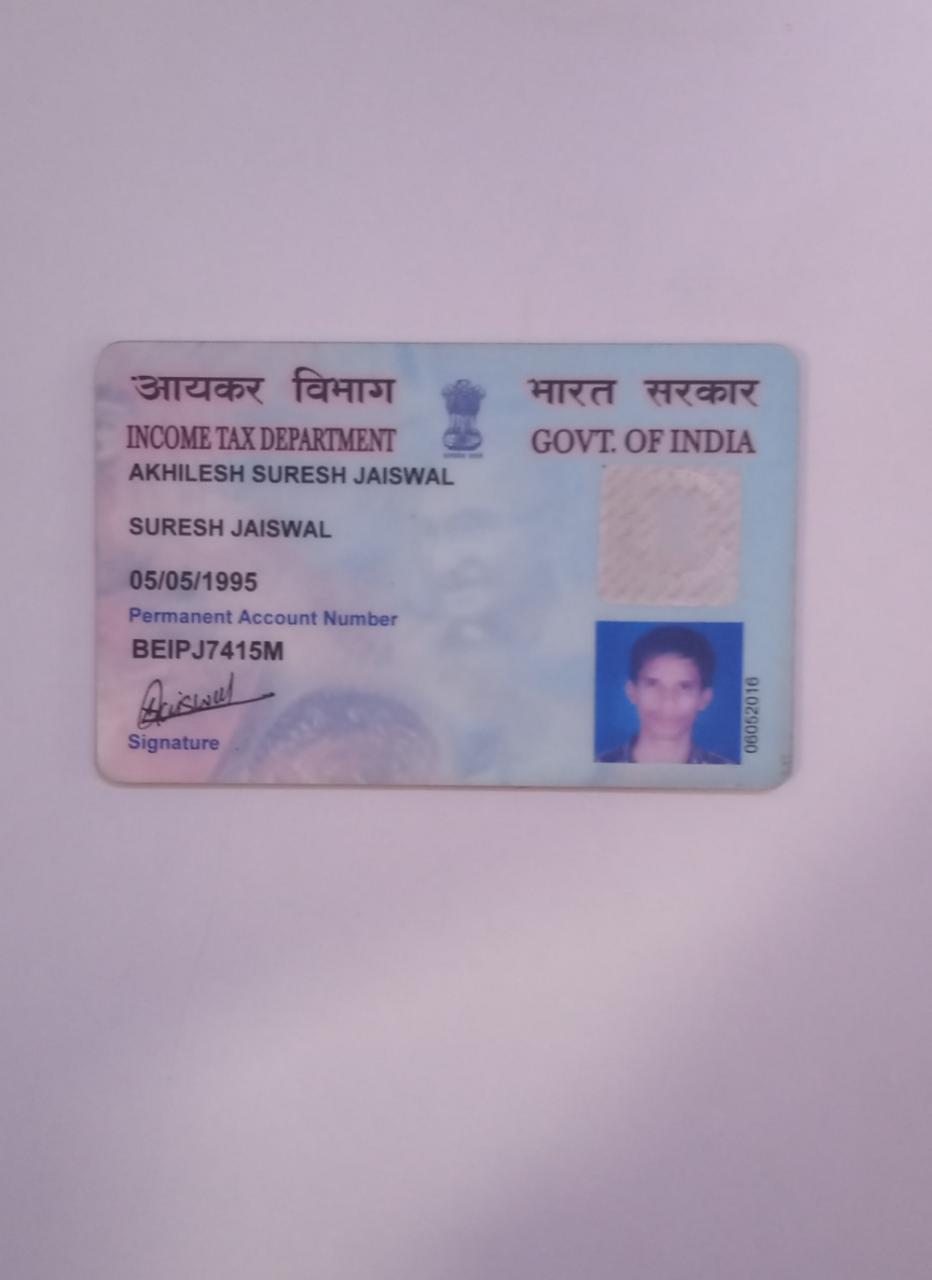 आयकर विभाग भारत सरकार
INCOME TAX DEPARTMENT GOVT. OF INDIA
AKHILESH SURESH JAISWAL
SURESH JAISWAL
05/05/1995
Permanent Account Number
BEIPJ7415M
Jaiswal
Signature
06052016